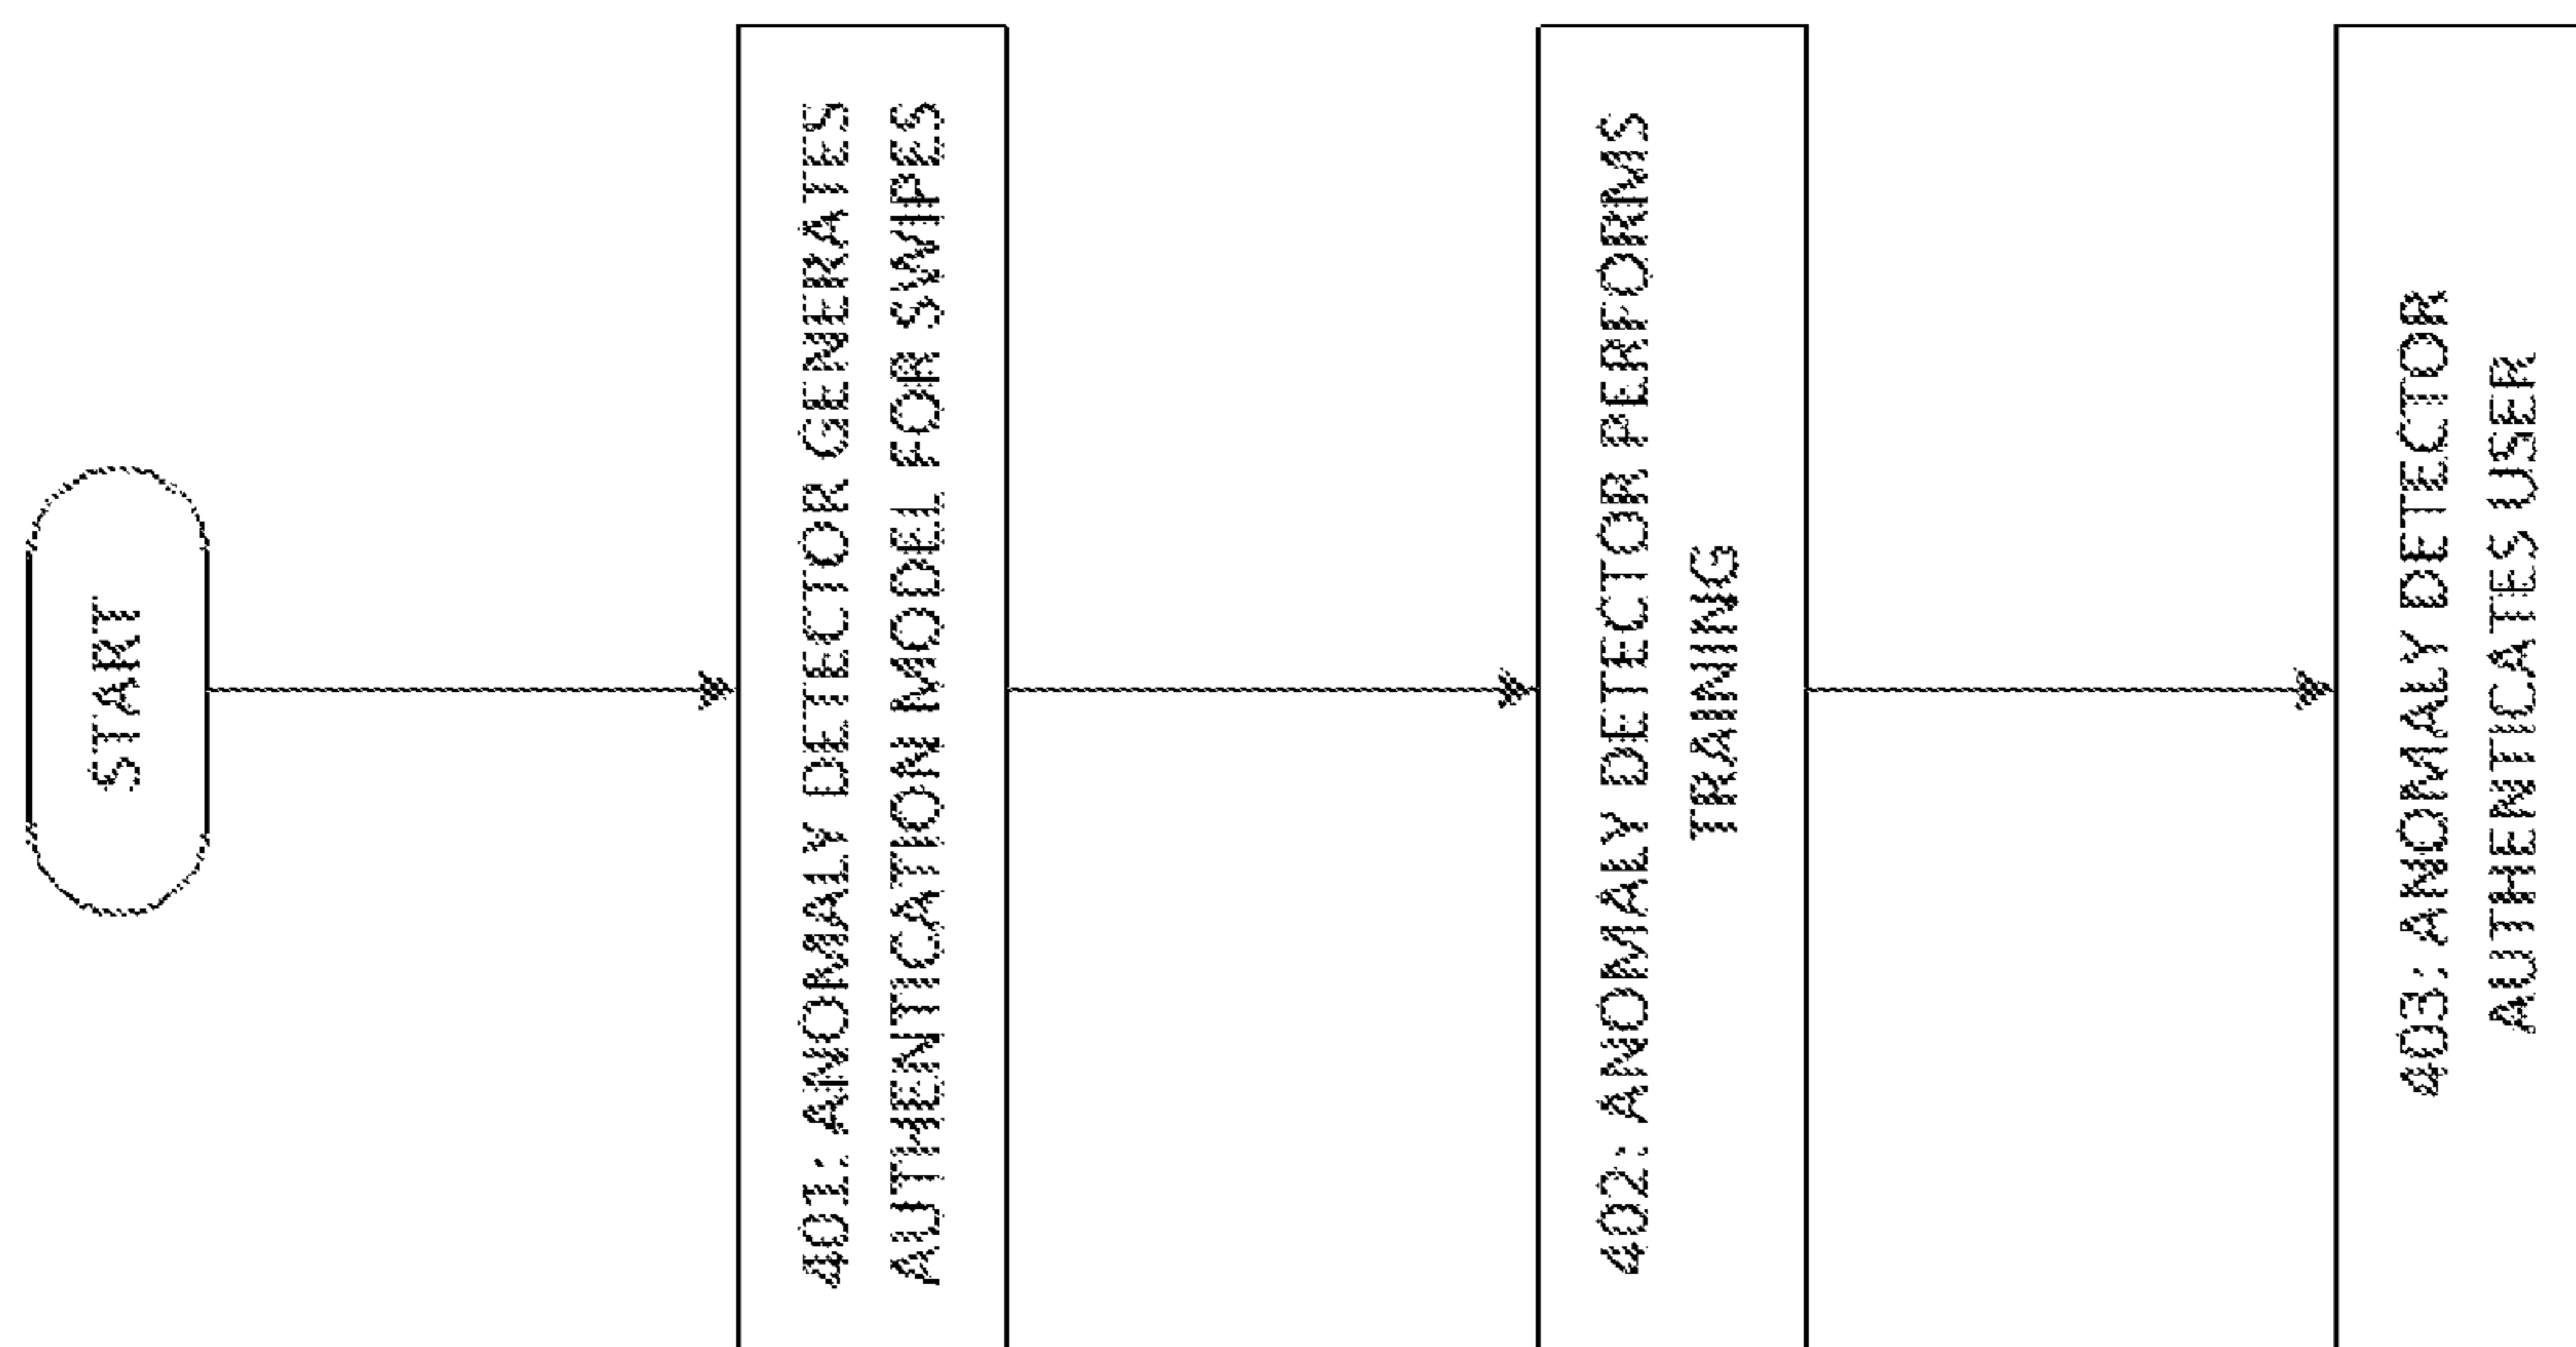 START
401: ANOMALY DETECTOR GENERATES
AUTHENTICATION MODEL FOR SWIPES
402: ANOMALY DETECTOR PERFORMS
TRAINING
403: ANOMALY DETECTOR
AUTHENTICATES USER